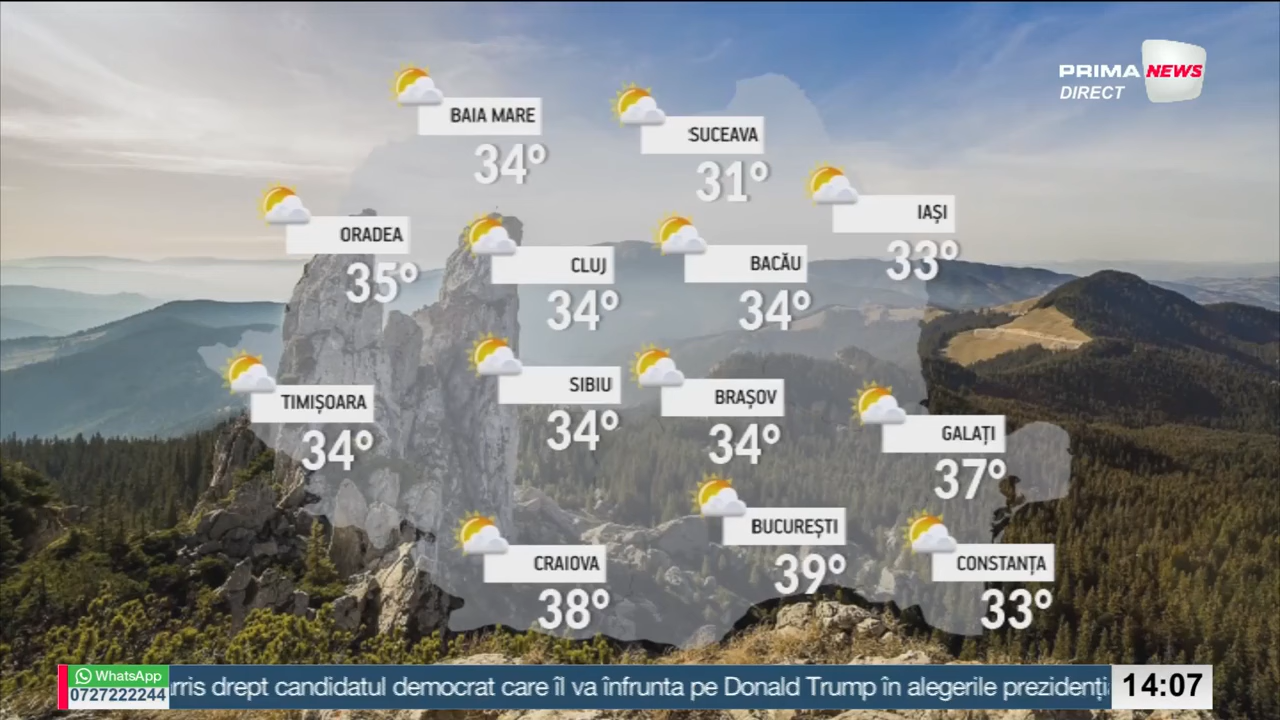 PRIMA NEWS
DIRECT
BAIA MARE
34°
SUCEAVA
31°
IAȘI
33°
ORADEA
35°
CLUJ
34°
BACĂU
34°
TIMIȘOARA
34°
SIBIU
34°
BRAȘOV
34°
GALAȚI
37°
CRAIOVA
38°
BUCUREȘTI
39°
CONSTANȚA
33°
WhatsApp
0727222244
rris drept candidatul democrat care îl va înfrunta pe Donald Trump în alegerile prezidenți
14:07